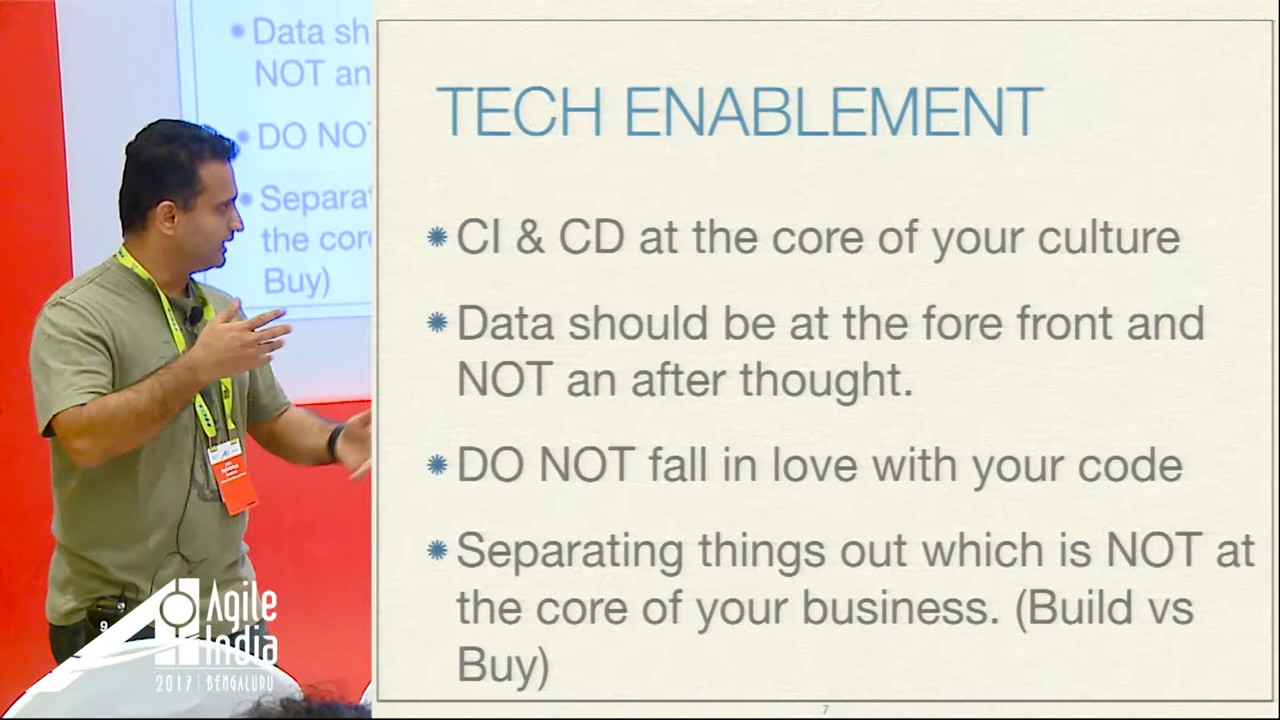 Data sh
NOT an
DO NOT
Separat
the core
Buy)
TECH ENABLEMENT
CI & CD at the core of your culture
Data should be at the fore front and
NOT an after thought.
DO NOT fall in love with your code
Separating things out which is NOT at
the core of your business. (Build vs
Buy)
7
Agile
India
2017 | BENGALURU